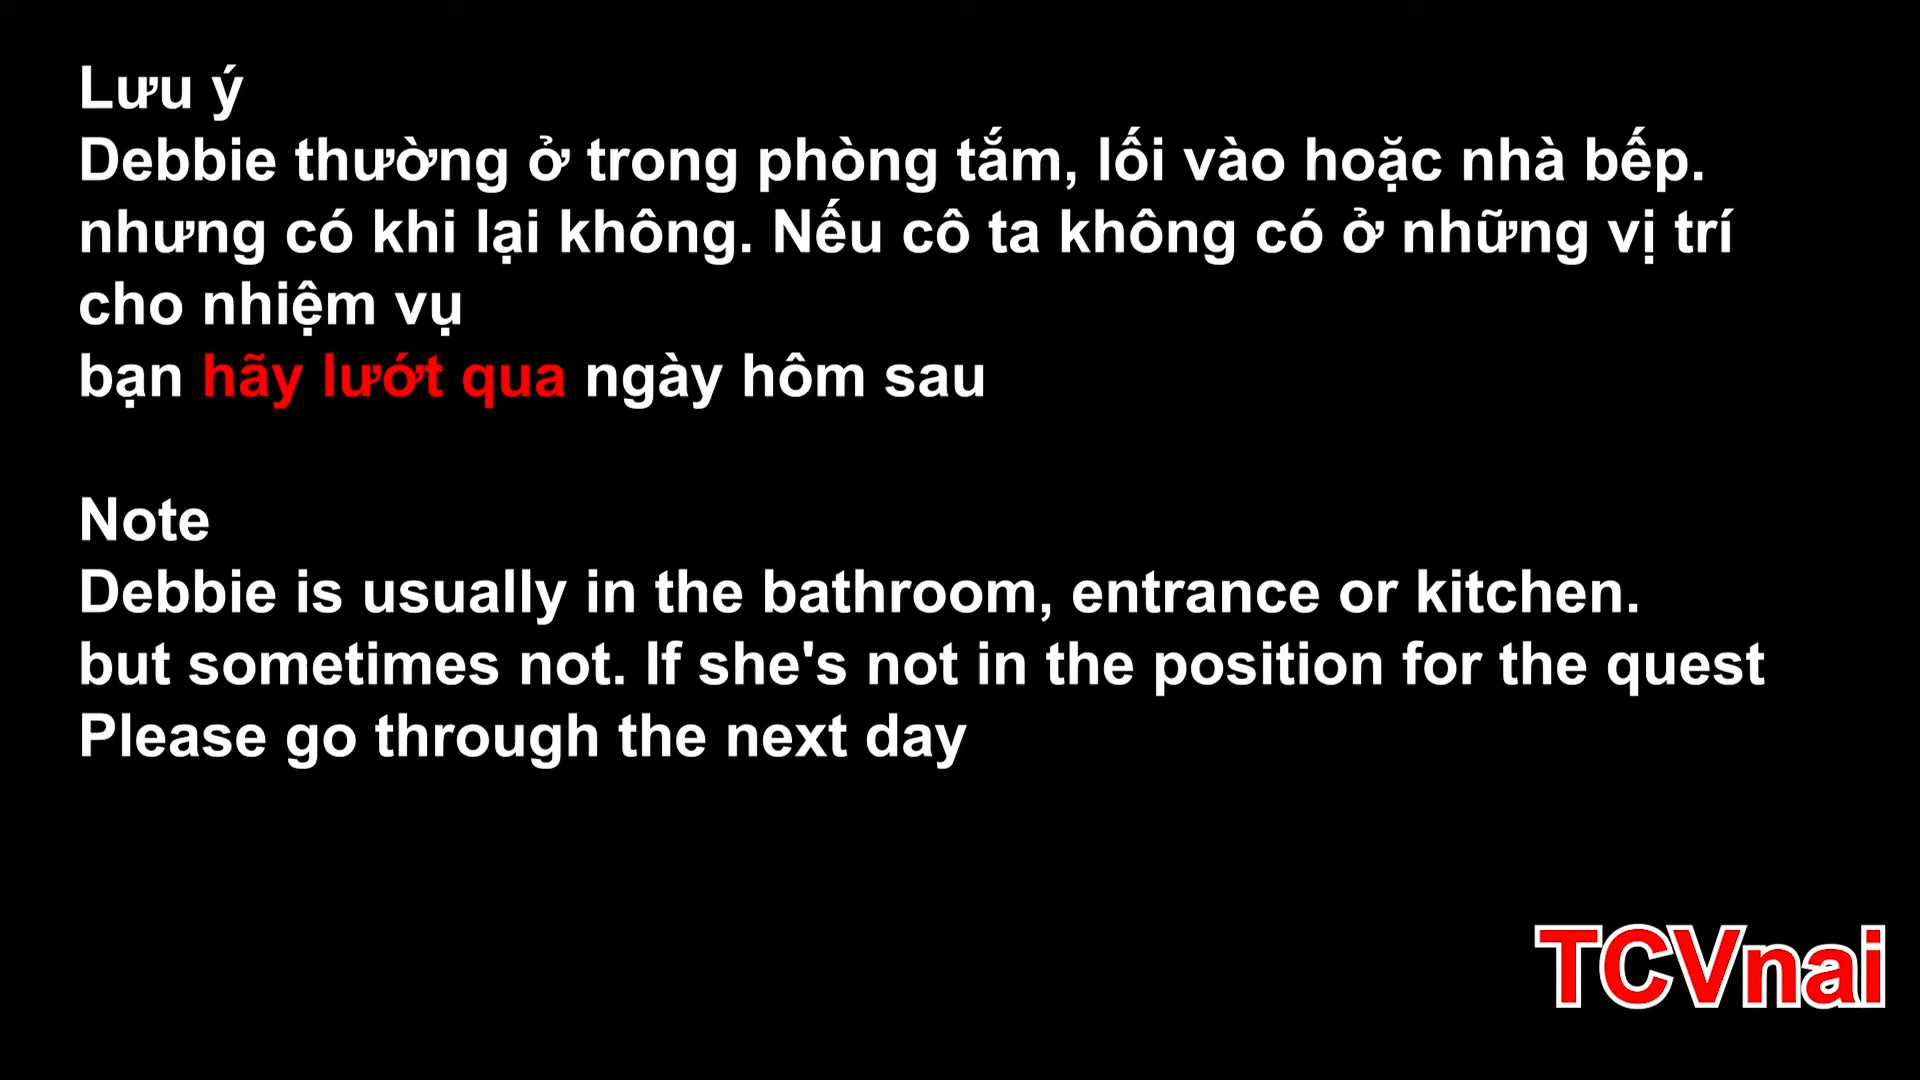 Lưu ý
Debbie thường ở trong phòng tắm, lối vào hoặc nhà bếp.
nhưng có khi lại không. Nếu cô ta không có ở những vị trí
cho nhiệm vụ
bạn hãy lướt qua ngày hôm sau
Note
Debbie is usually in the bathroom, entrance or kitchen.
but sometimes not. If she's not in the position for the quest
Please go through the next day
TCVnai